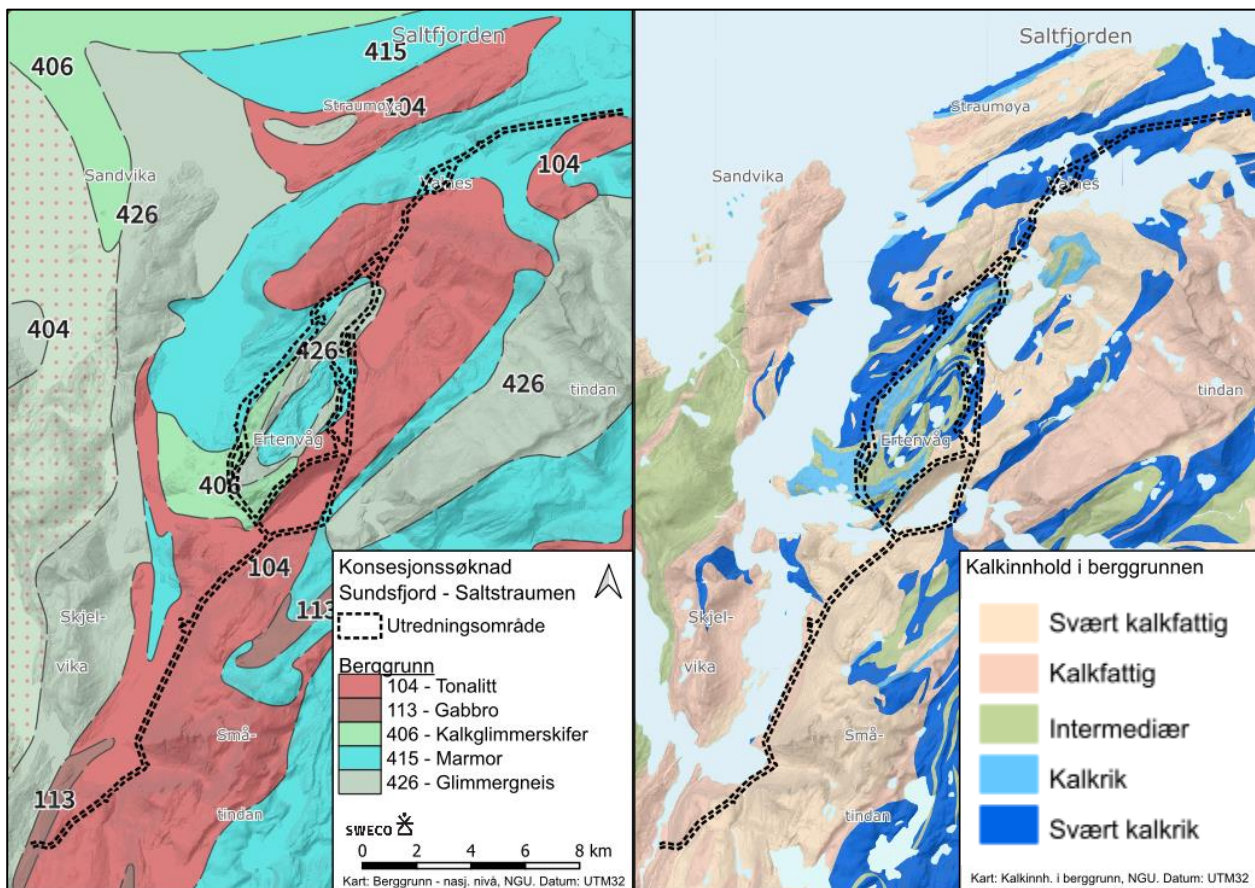 Saltfjorden
406
415
Straumøya
104
Sandvika
426
104
404
426
426
tindan
Ertenvåg
406
104
Skjel-
vika
113
Små-
tindan
113
Konsesjonssøknad
Sundsfjord - Saltstraumen
Utredningsområde
Berggrunn
104 - Tonalitt
113 - Gabbro
406 - Kalkglimmerskifer
415 - Marmor
426 - Glimmergneis
SWECO
0 2 4 6 8 km
Kart: Berggrunn - nasj. nivå, NGU. Datum: UTM32
Saltfjorden
Straumøya
Sandvika
tindan
Ertenvåg
Skjel-
vika
Små-
tindan
Kalkinnhold i berggrunnen
Svært kalkfattig
Kalkfattig
Intermediær
Kalkrik
Svært kalkrik
Kart: Kalkinnh. i berggrunn, NGU. Datum: UTM32